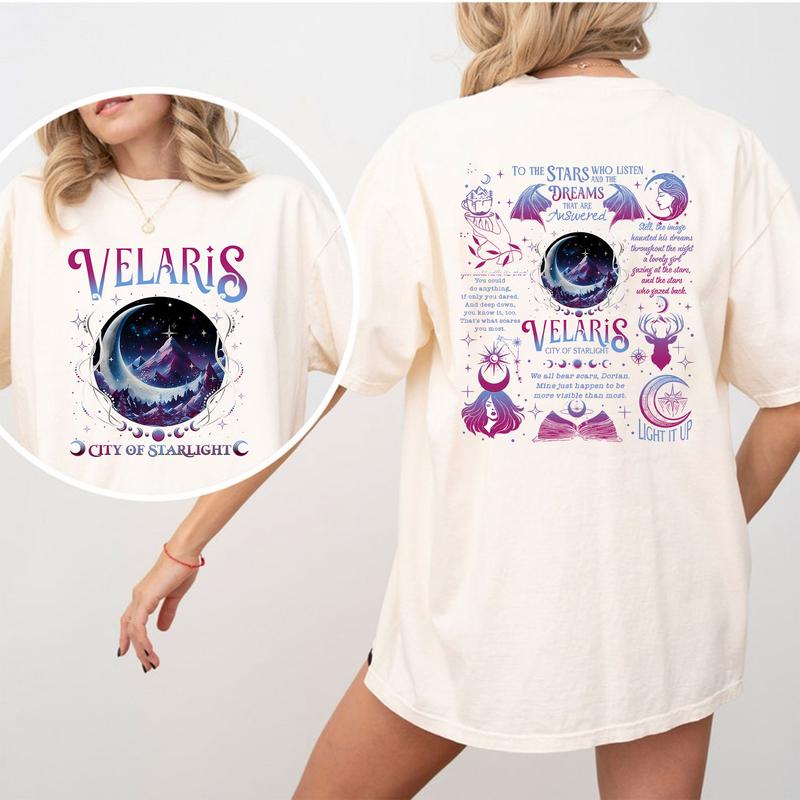 VELARIS
CITY OF STARLIGHT
TO THE STARS WHO LISTEN
AND THE
DREAMS
THAT ARE
Answered
Still, the image
haunted his dreams
throughout the night
a lovely girl
gazing at the stars,
and the stars
who gazed back.
You could
do anything,
if only you dared.
And deep down,
you know it, too.
That's what scares
you most.
VELARIS
CITY OF STARLIGHT
We all bear scars, Dorian.
Mine just happen to be
more visible than most.
LIGHT IT UP